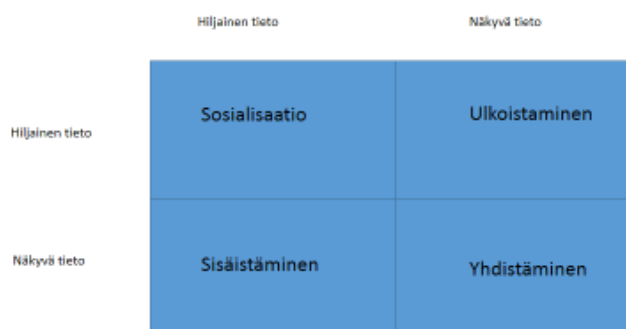 Hiljainen tieto
Näkyvä tieto
Hiljainen tieto
Sosialisaatio
Ulkoistaminen
Näkyvä tieto
Sisäistäminen
Yhdistäminen